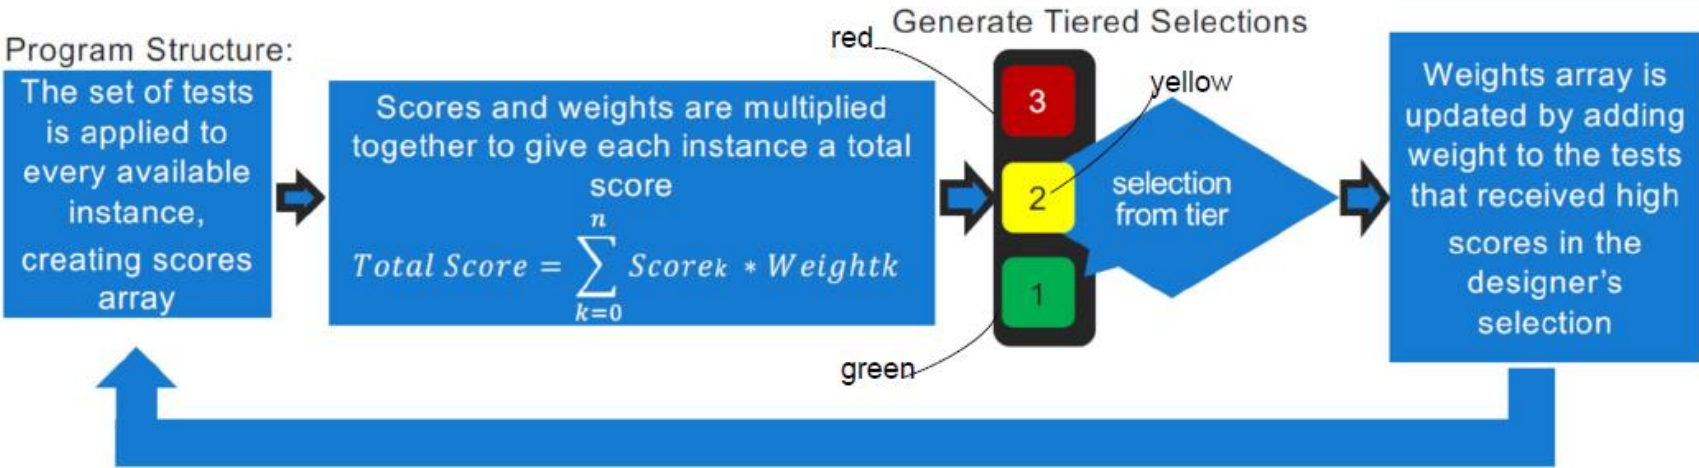 Program Structure:
The set of tests
is applied to
every available
instance,
creating scores
array
Scores and weights are multiplied
together to give each instance a total
score
Total Score = ∑ₖ₌₀ⁿ Scorek * Weightk
Generate Tiered Selections
red
3
yellow
2
green
1
selection
from tier
Weights array is
updated by adding
weight to the tests
that received high
scores in the
designer's
selection